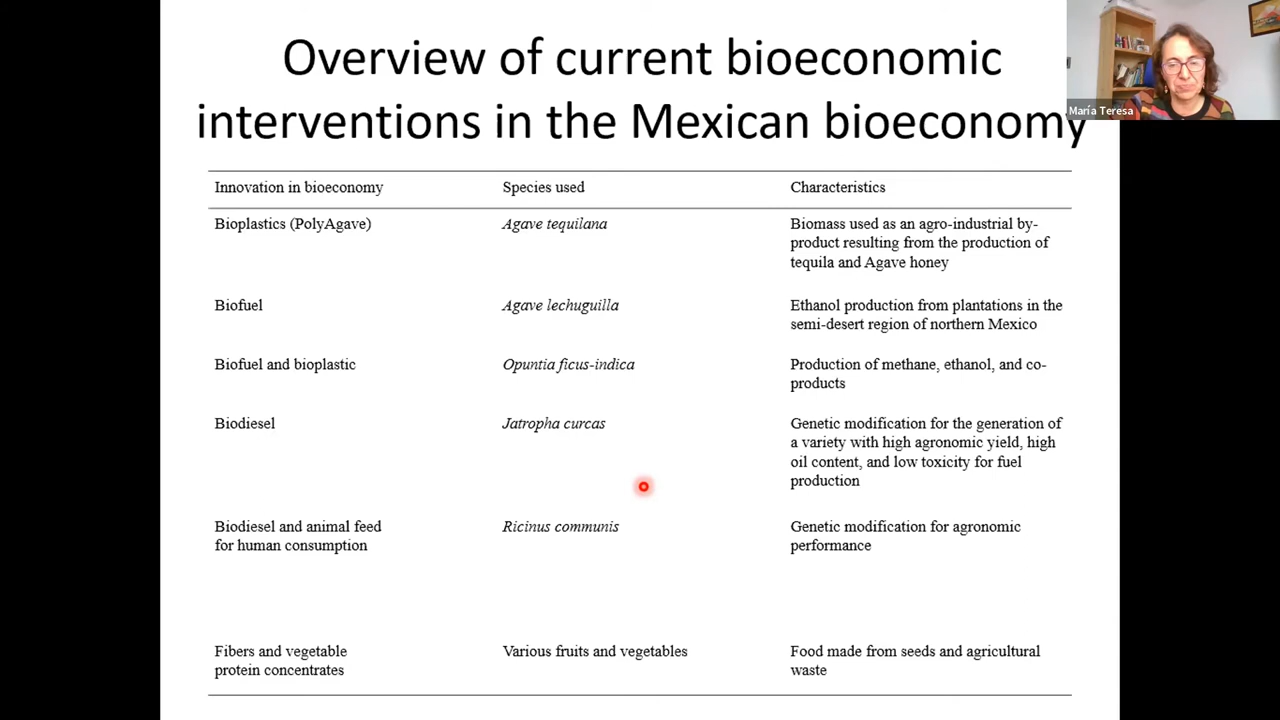 Overview of current bioeconomic
interventions in the Mexican bioeconomy
María Teresa
Innovation in bioeconomy Species used Characteristics
Bioplastics (PolyAgave) Agave tequilana Biomass used as an agro-industrial by-
product resulting from the production of
tequila and Agave honey
Biofuel Agave lechuguilla Ethanol production from plantations in the
semi-desert region of northern Mexico
Biofuel and bioplastic Opuntia ficus-indica Production of methane, ethanol, and co-
products
Biodiesel Jatropha curcas Genetic modification for the generation of
a variety with high agronomic yield, high
oil content, and low toxicity for fuel
production
Biodiesel and animal feed Ricinus communis Genetic modification for agronomic
for human consumption performance
Fibers and vegetable Various fruits and vegetables Food made from seeds and agricultural
protein concentrates waste